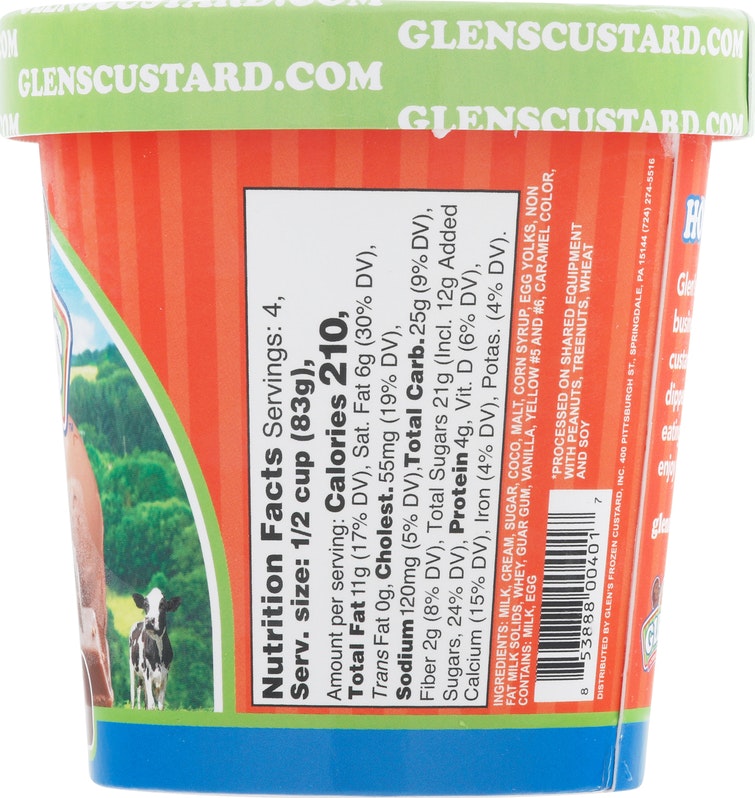 GLENSCUSTARD.COM
GLENSCUSTARD.COM
GLENSCUSTARD.COM
Nutrition Facts Servings: 4,
Serv. size: 1/2 cup (83g),
Amount per serving: Calories 210,
Total Fat 11g (17% DV), Sat. Fat 6g (30% DV),
Trans Fat 0g, Cholest. 55mg (19% DV),
Sodium 120mg (5% DV), Total Carb. 25g (9% DV),
Fiber 2g (8% DV), Total Sugars 21g (Incl. 12g Added
Sugars, 24% DV), Protein 4g, Vit. D (6% DV),
Calcium (15% DV), Iron (4% DV), Potas. (4% DV).
INGREDIENTS: MILK, CREAM, SUGAR, COCO, MALT, CORN SYRUP, EGG YOLKS, NON
FAT MILK SOLIDS, WHEY, GUAR GUM, VANILLA, YELLOW #5 AND #6, CARAMEL COLOR,
CONTAINS: MILK, EGG
*PROCESSED ON SHARED EQUIPMENT
WITH PEANUTS, TREENUTS, WHEAT
AND SOY
8 53888 00401 7
DISTRIBUTED BY GLEN'S FROZEN CUSTARD, INC. 400 PITTSBURGH ST., SPRINGDALE, PA 15144 (724) 274-5516